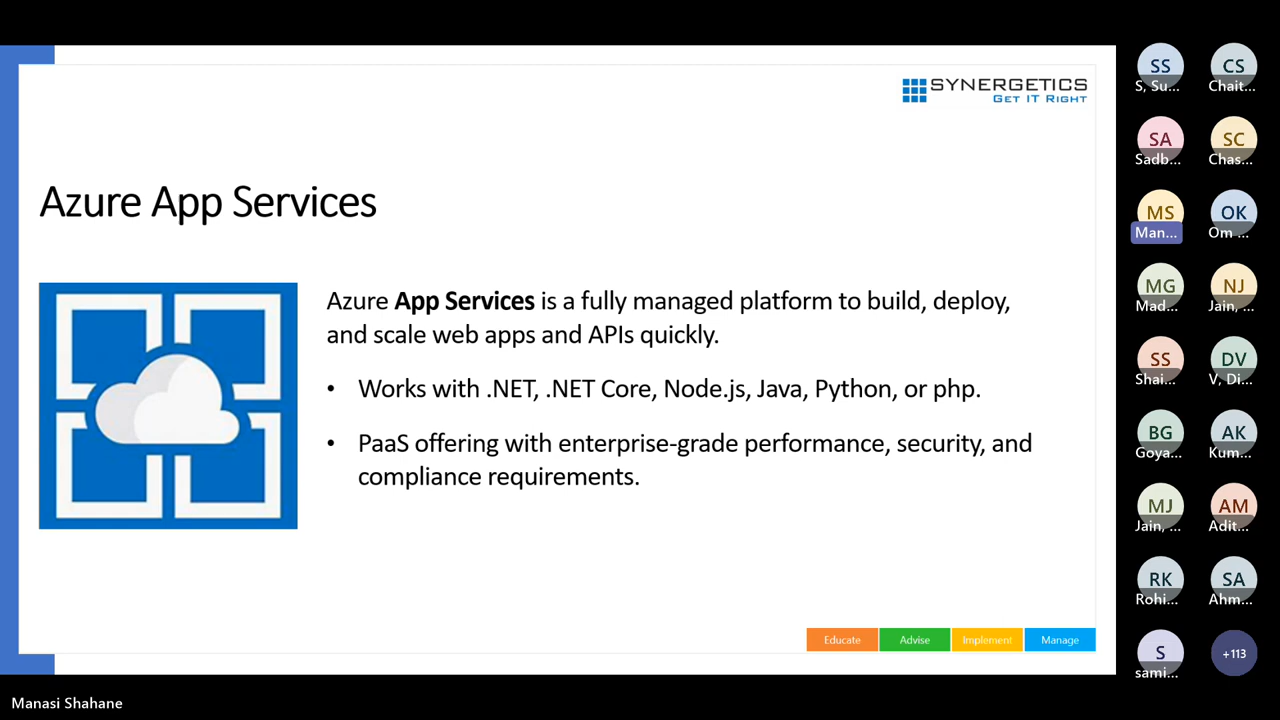 SYNERGETICS
GET IT RIGHT
Azure App Services
Azure App Services is a fully managed platform to build, deploy,
and scale web apps and APIs quickly.
• Works with .NET, .NET Core, Node.js, Java, Python, or php.
• PaaS offering with enterprise-grade performance, security, and
compliance requirements.
Educate
Advise
Implement
Manage
SS
S, Su...
CS
Chait...
SA
Sadb...
SC
Chas...
MS
Man...
OK
Om ...
MG
Mad...
NJ
Jain, ...
SS
Shai...
DV
V, Di...
BG
Goya...
AK
Kum...
MJ
Jain, ...
AM
Adit...
RK
Rohi...
SA
Ahm...
S
sami...
+113
Manasi Shahane